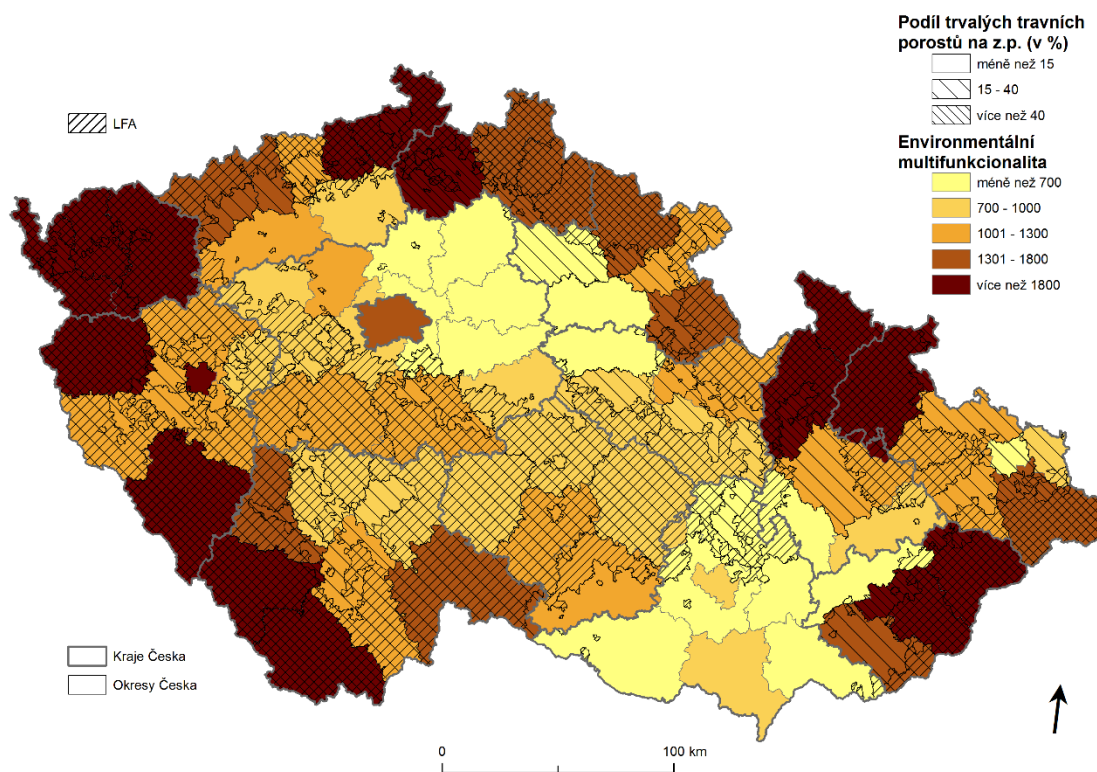 Podíl trvalých travních
porostů na z.p. (v %)
méně než 15
15 - 40
více než 40
LFA
Environmentální
multifunkcionalita
méně než 700
700 - 1000
1001 - 1300
1301 - 1800
více než 1800
Kraje Česka
Okresy Česka
0
100 km